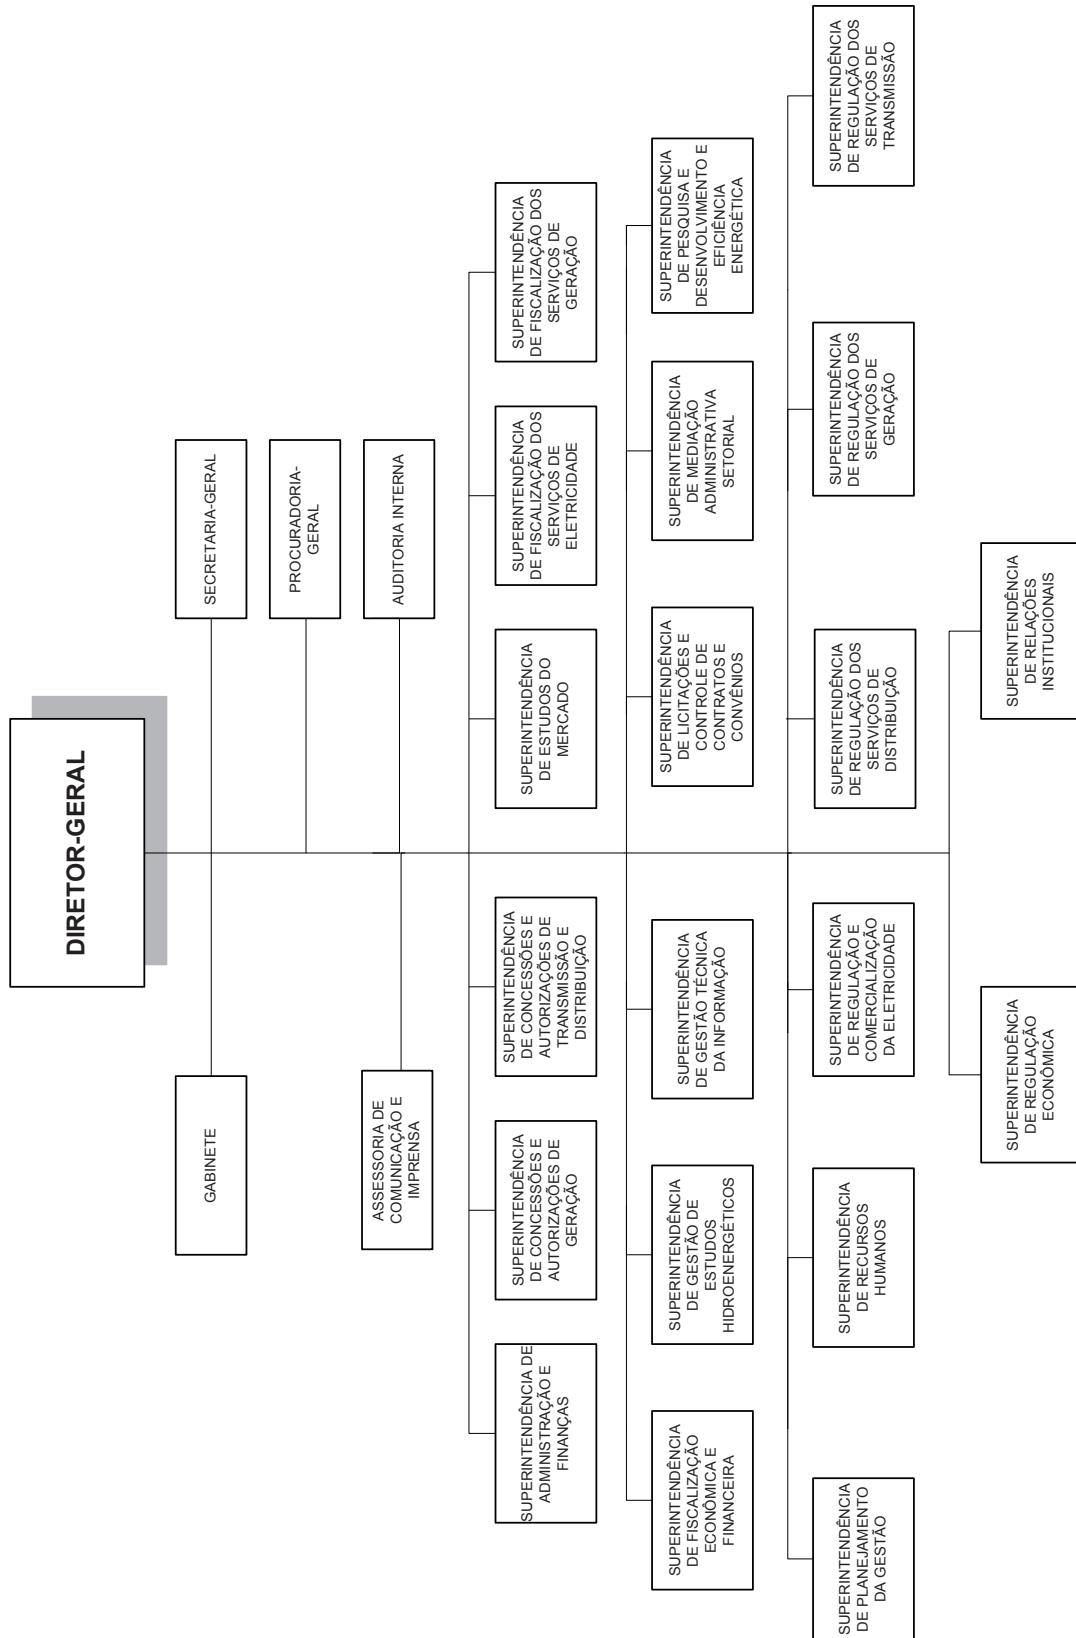 DIRETOR-GERAL
GABINETE
SECRETARIA-GERAL
PROCURADORIA-
GERAL
ASSESSORIA DE
COMUNICAÇÃO E
IMPRENSA
AUDITORIA INTERNA
SUPERINTENDÊNCIA DE
ADMINISTRAÇÃO E
FINANÇAS
SUPERINTENDÊNCIA
DE CONCESSÕES E
AUTORIZAÇÕES DE
GERAÇÃO
SUPERINTENDÊNCIA
DE CONCESSÕES E
AUTORIZAÇÕES DE
TRANSMISSÃO E
DISTRIBUIÇÃO
SUPERINTENDÊNCIA
DE ESTUDOS DO
MERCADO
SUPERINTENDÊNCIA
DE FISCALIZAÇÃO DOS
SERVIÇOS DE
ELETRICIDADE
SUPERINTENDÊNCIA
DE FISCALIZAÇÃO DOS
SERVIÇOS DE
GERAÇÃO
SUPERINTENDÊNCIA
DE FISCALIZAÇÃO
ECONÔMICA E
FINANCEIRA
SUPERINTENDÊNCIA
DE GESTÃO DE
ESTUDOS
HIDROENERGÉTICOS
SUPERINTENDÊNCIA
DE GESTÃO TÉCNICA
DA INFORMAÇÃO
SUPERINTENDÊNCIA
DE LICITAÇÕES E
CONTROLE DE
CONTRATOS E
CONVÊNIOS
SUPERINTENDÊNCIA
DE MEDIAÇÃO
ADMINISTRATIVA
SETORIAL
SUPERINTENDÊNCIA
DE PESQUISA E
DESENVOLVIMENTO E
EFICIÊNCIA
ENERGÉTICA
SUPERINTENDÊNCIA
DE PLANEJAMENTO
DA GESTÃO
SUPERINTENDÊNCIA
DE RECURSOS
HUMANOS
SUPERINTENDÊNCIA
DE REGULAÇÃO E
COMERCIALIZAÇÃO
DA ELETRICIDADE
SUPERINTENDÊNCIA
DE REGULAÇÃO DOS
SERVIÇOS DE
DISTRIBUIÇÃO
SUPERINTENDÊNCIA
DE REGULAÇÃO DOS
SERVIÇOS DE
GERAÇÃO
SUPERINTENDÊNCIA
DE REGULAÇÃO DOS
SERVIÇOS DE
TRANSMISSÃO
SUPERINTENDÊNCIA
DE REGULAÇÃO
ECONÔMICA
SUPERINTENDÊNCIA
DE RELAÇÕES
INSTITUCIONAIS